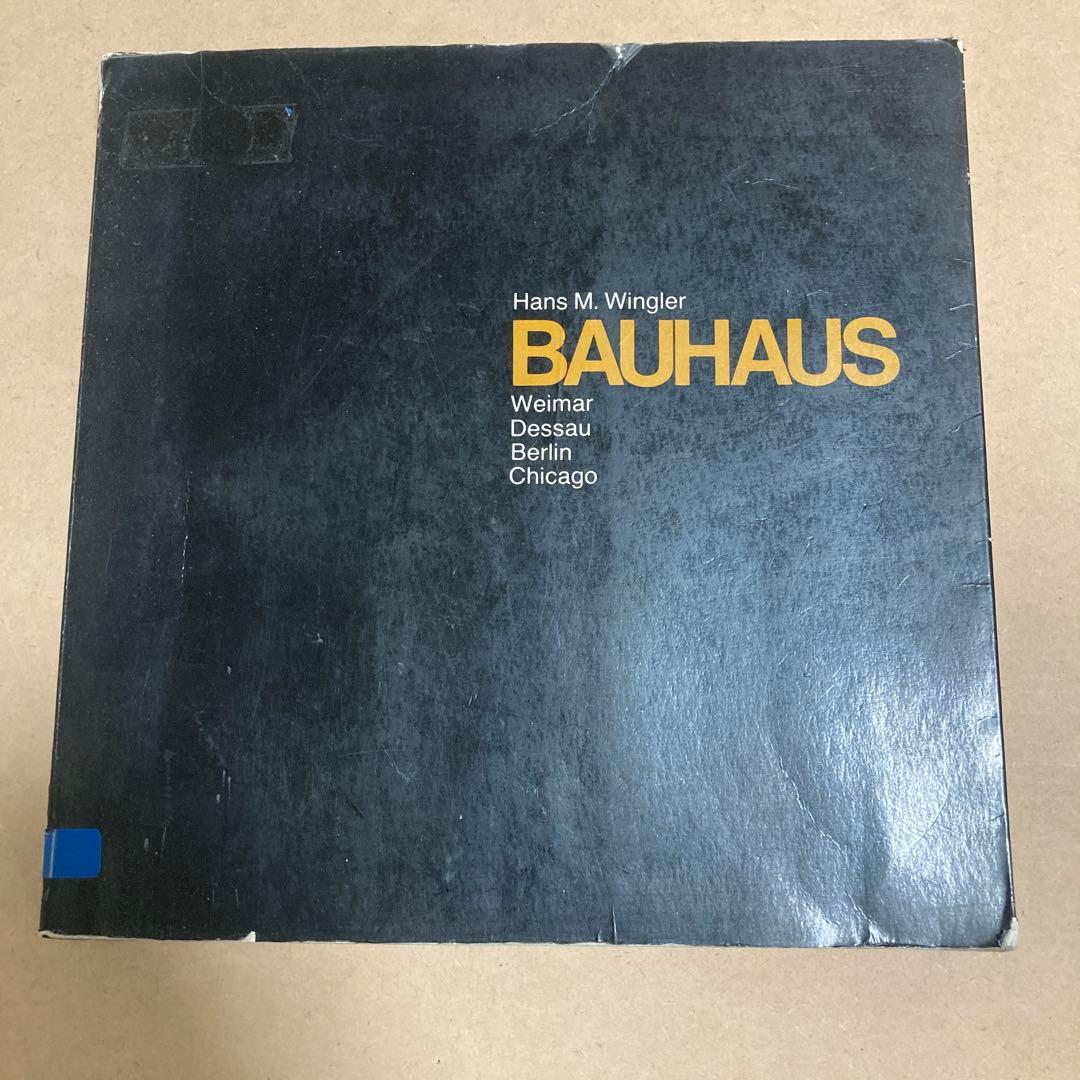 Hans M. Wingler
BAUHAUS
Weimar
Dessau
Berlin
Chicago